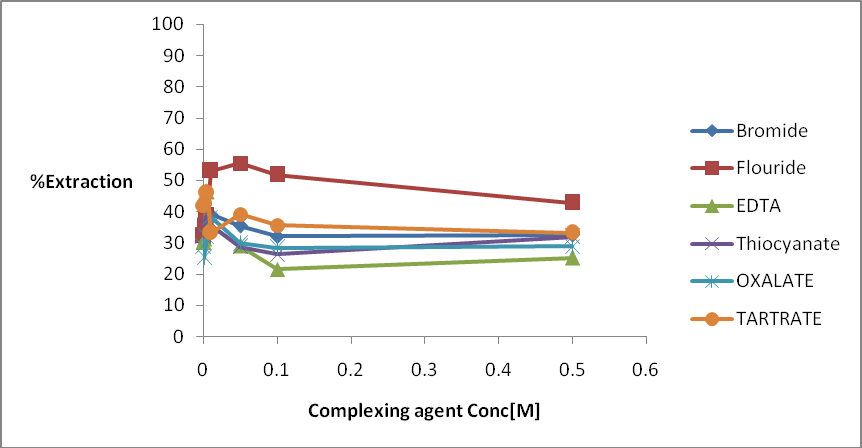 100
90
80
70
60
50
40
30
20
10
0
%Extraction
0 0.1 0.2 0.3 0.4 0.5 0.6
Complexing agent Conc[M]
Bromide
Flouride
EDTA
Thiocyanate
OXALATE
TARTRATE